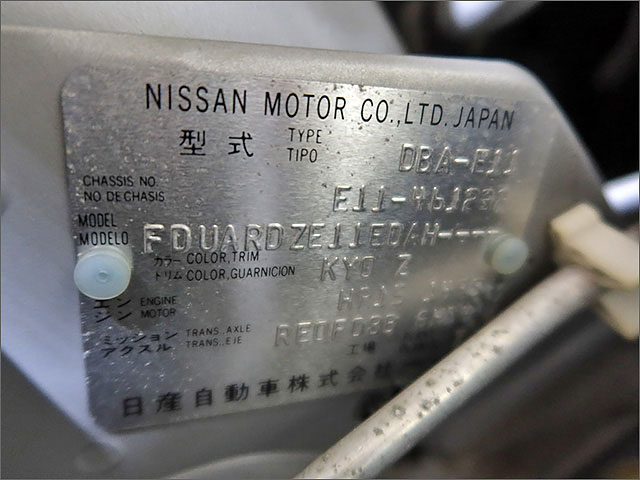 NISSAN MOTOR CO.,LTD. JAPAN
型式 TYPE TIPO DBA-E11
CHASSIS NO. NO DE CHASIS
MODEL MODELO FDUARDZE11EDAH-----
カラー COLOR,TRIM
トリム COLOR,GUARNICION KY0 Z
エンジン ENGINE MOTOR HR15
ミッション TRANS. AXLE
アクスル TRANS. EJE RE0F08B
工場
日産自動車株式会社